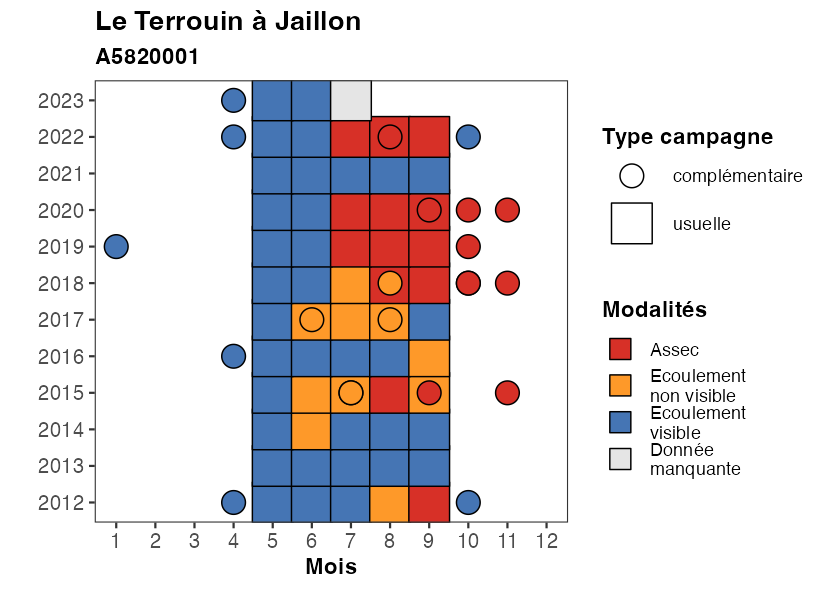 Le Terrouin à Jaillon
A5820001
2023
2022
2021
2020
2019
2018
2017
2016
2015
2014
2013
2012
1 2 3 4 5 6 7 8 9 10 11 12
Mois
Type campagne
complémentaire
usuelle
Modalités
Assec
Ecoulement
non visible
Ecoulement
visible
Donnée
manquante